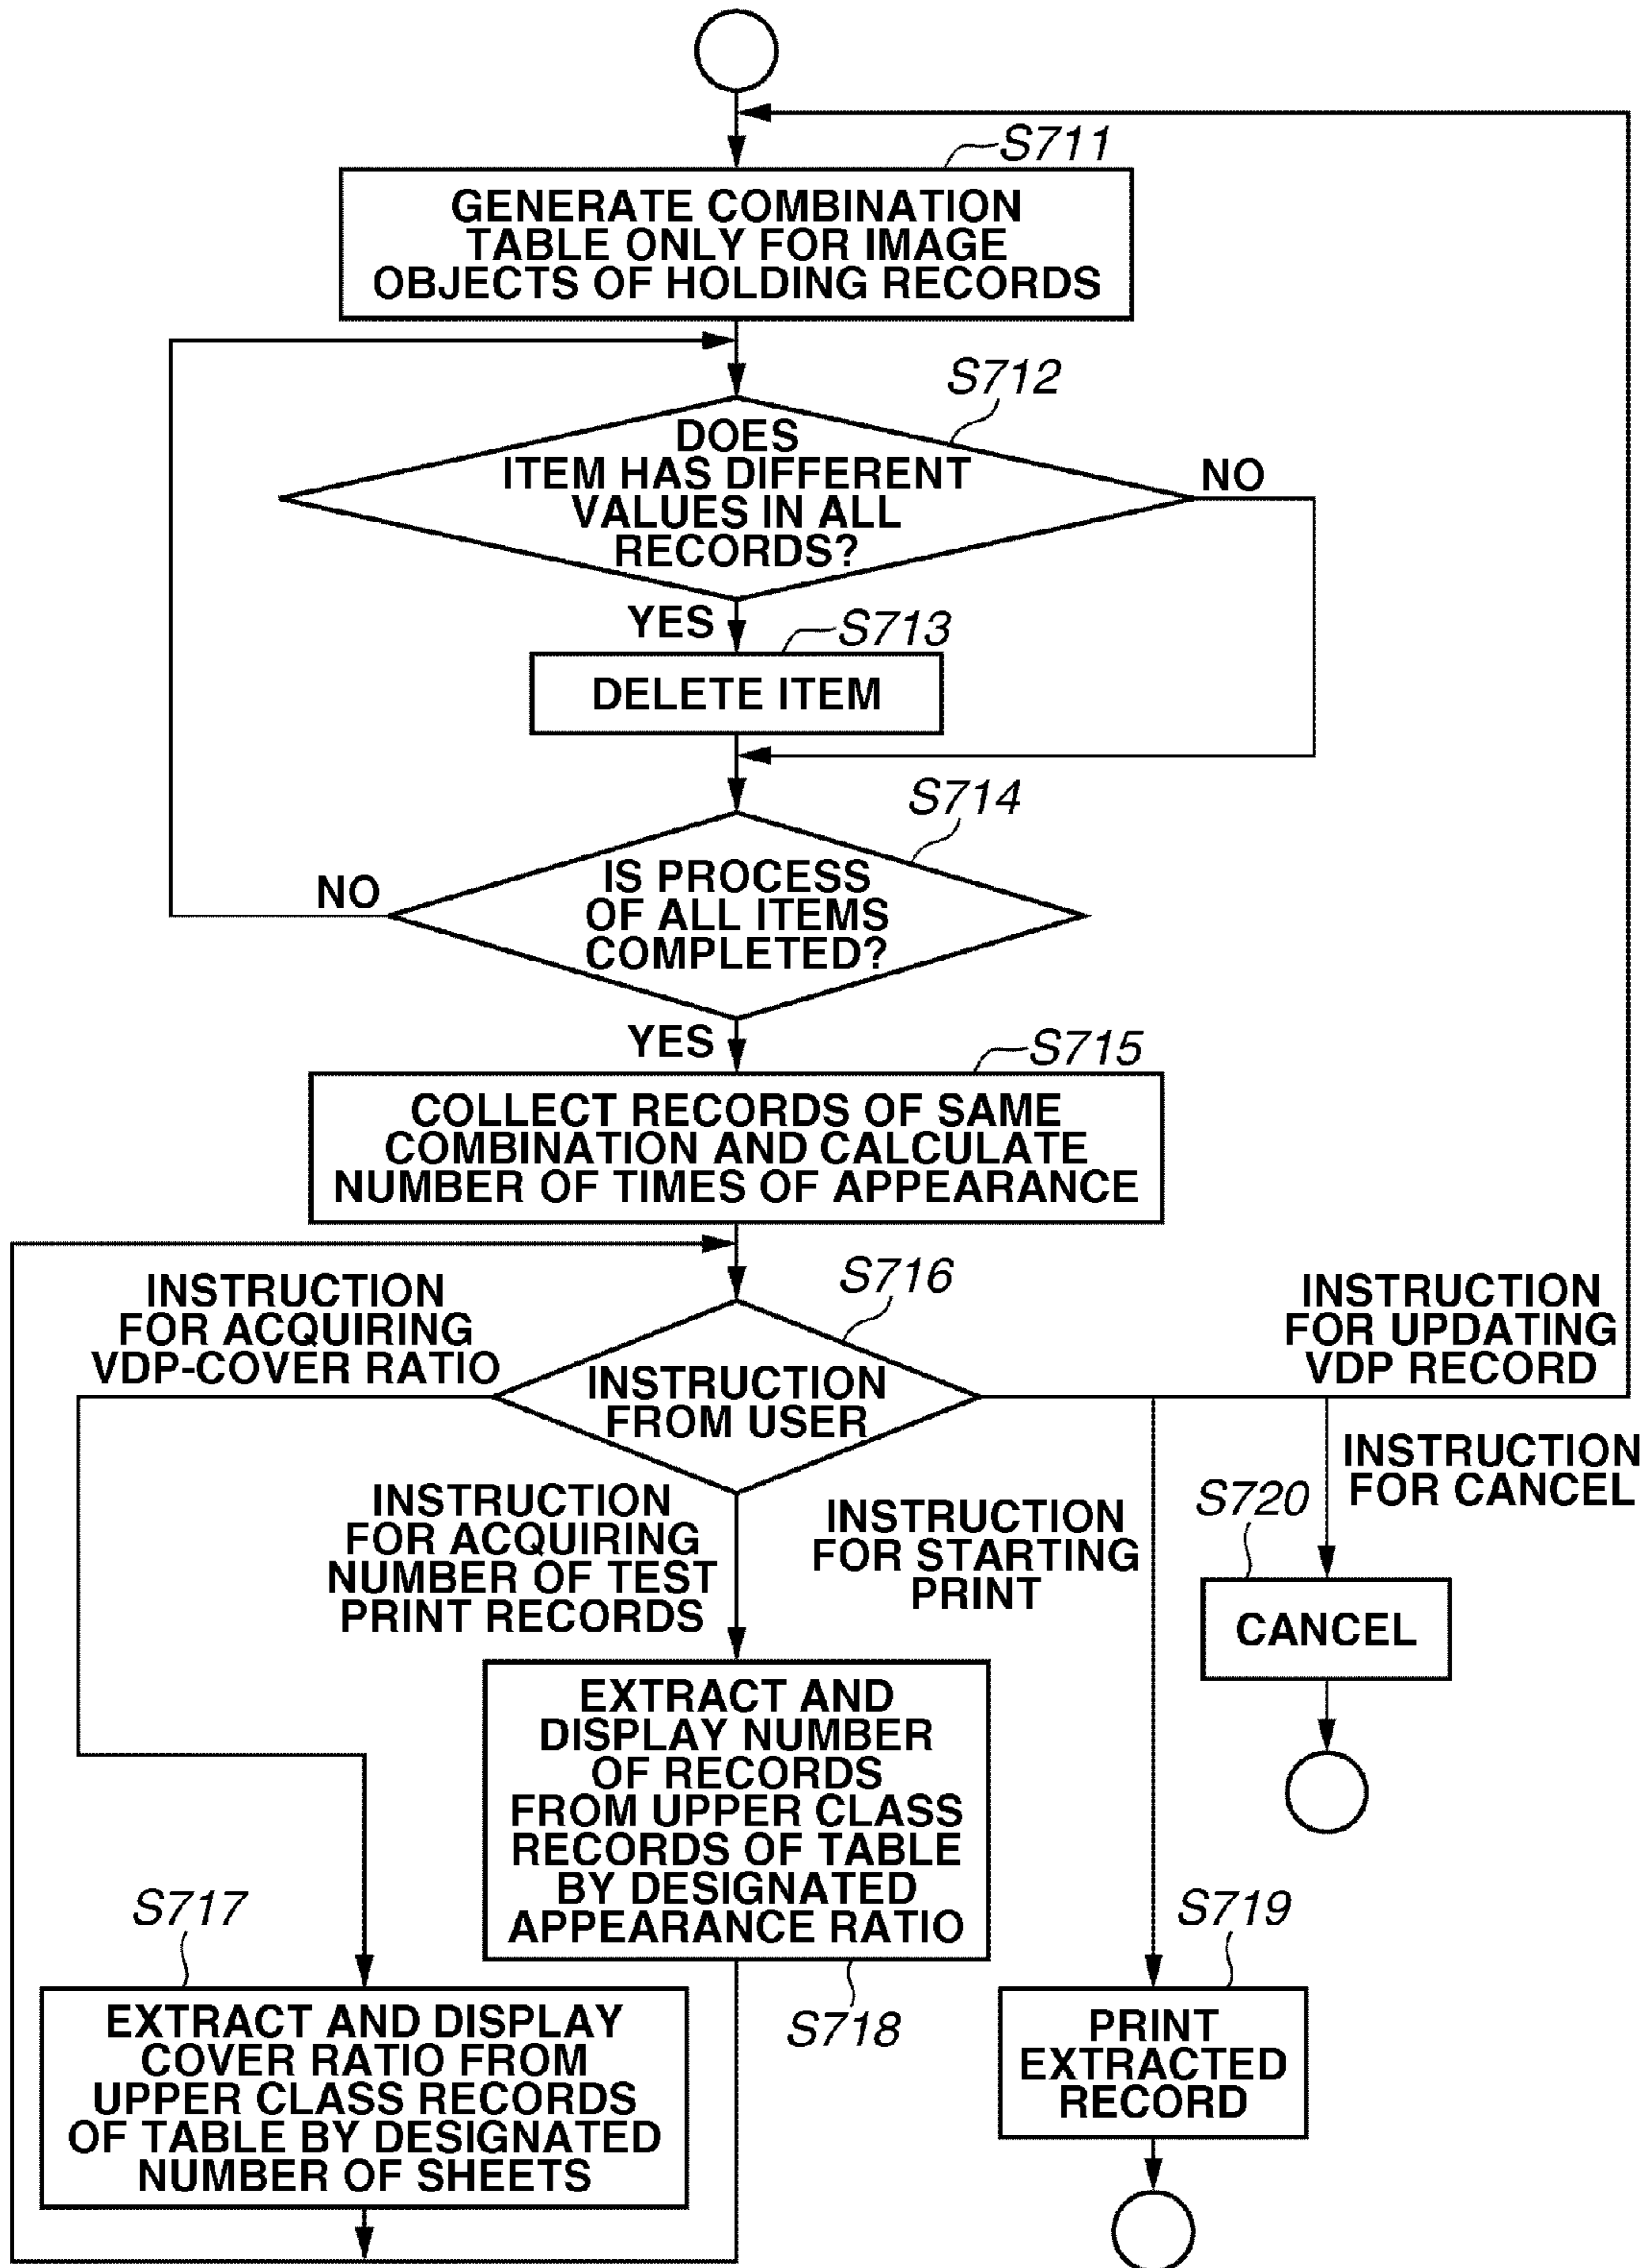 S711
GENERATE COMBINATION
TABLE ONLY FOR IMAGE
OBJECTS OF HOLDING RECORDS
S712
DOES
ITEM HAS DIFFERENT
VALUES IN ALL
RECORDS?
NO
YES
S713
DELETE ITEM
S714
IS PROCESS
OF ALL ITEMS
COMPLETED?
NO
YES
S715
COLLECT RECORDS OF SAME
COMBINATION AND CALCULATE
NUMBER OF TIMES OF APPEARANCE
S716
INSTRUCTION
FROM USER
INSTRUCTION
FOR ACQUIRING
VDP-COVER RATIO
INSTRUCTION
FOR UPDATING
VDP RECORD
INSTRUCTION
FOR ACQUIRING
NUMBER OF TEST
PRINT RECORDS
INSTRUCTION
FOR STARTING
PRINT
INSTRUCTION
FOR CANCEL
S720
CANCEL
EXTRACT AND
DISPLAY NUMBER
OF RECORDS
FROM UPPER CLASS
RECORDS OF TABLE
BY DESIGNATED
APPEARANCE RATIO
S718
S717
EXTRACT AND DISPLAY
COVER RATIO FROM
UPPER CLASS RECORDS
OF TABLE BY DESIGNATED
NUMBER OF SHEETS
S719
PRINT
EXTRACTED
RECORD